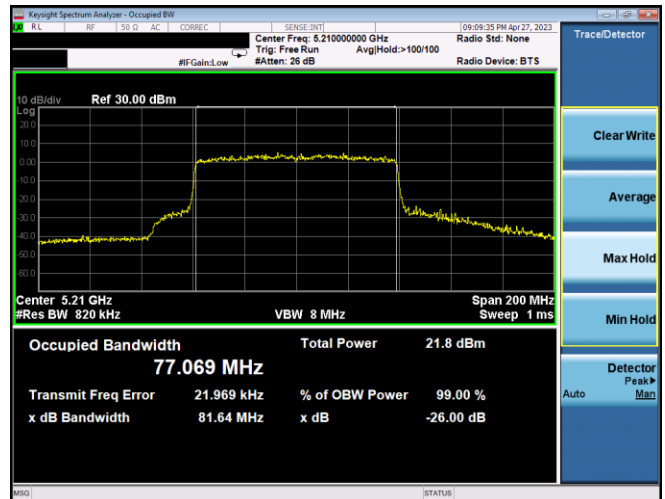 Keysight Spectrum Analyzer - Occupied BW
RL RF 50 Ω AC CORREC SENSE:INT 09:09:35 PM Apr 27, 2023
Center Freq: 5.210000000 GHz Radio Std: None
Trig: Free Run Avg|Hold:>100/100
#IFGain:Low #Atten: 26 dB Radio Device: BTS
Trace/Detector
10 dB/div Ref 30.00 dBm
Log
20.0
10.0
0.00
-10.0
-20.0
-30.0
-40.0
-50.0
-60.0
Center 5.21 GHz Span 200 MHz
#Res BW 820 kHz VBW 8 MHz Sweep 1 ms
Occupied Bandwidth Total Power 21.8 dBm
77.069 MHz
Transmit Freq Error 21.969 kHz % of OBW Power 99.00 %
x dB Bandwidth 81.64 MHz x dB -26.00 dB
Clear Write
Average
Max Hold
Min Hold
Detector
Peak▶
Auto Man
MSG STATUS